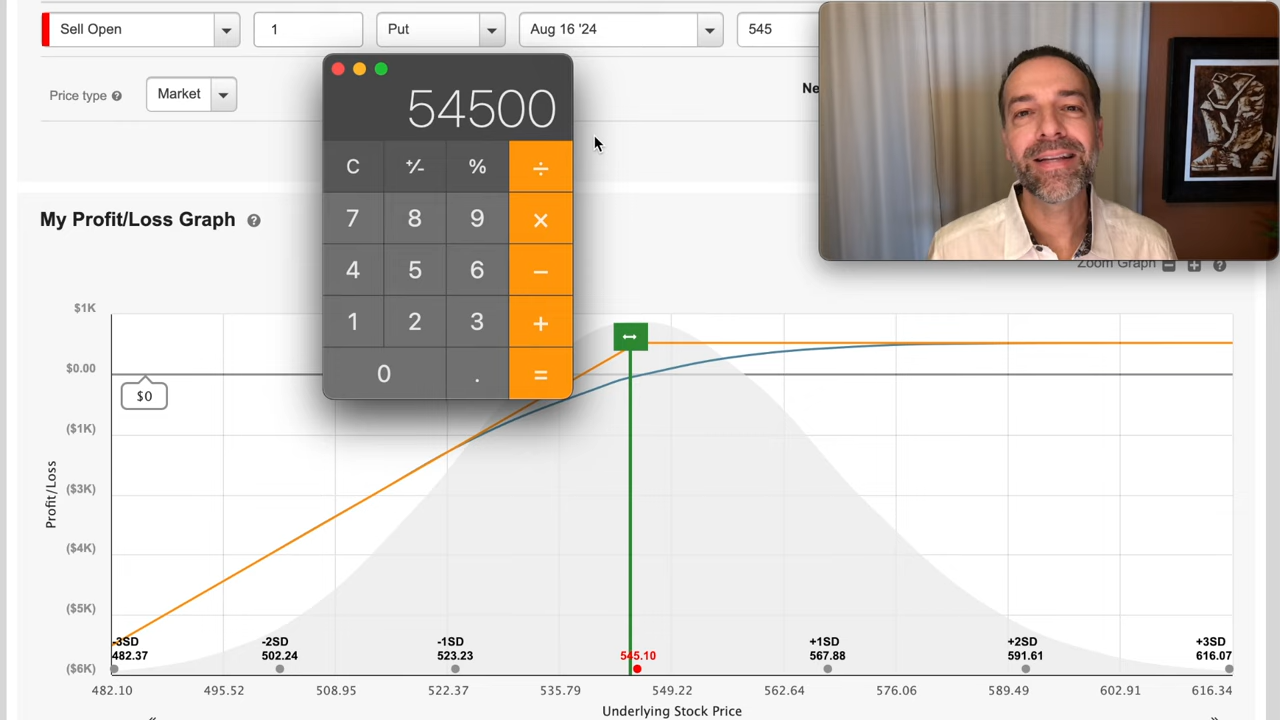 Sell Open 1 Put Aug 16 '24 545
Price type ? Market Ne
54500
C +/- % ÷
7 8 9 ×
4 5 6 −
1 2 3 +
0 . =
My Profit/Loss Graph ?
Zoom Graph − + ?
$1K
$0.00
$0
($1K)
($3K)
($4K)
($5K)
($6K)
Profit/Loss
-3SD -2SD -1SD +1SD +2SD +3SD
482.37 502.24 523.23 545.10 567.88 591.61 616.07
482.10 495.52 508.95 522.37 535.79 549.22 562.64 576.06 589.49 602.91 616.34
Underlying Stock Price